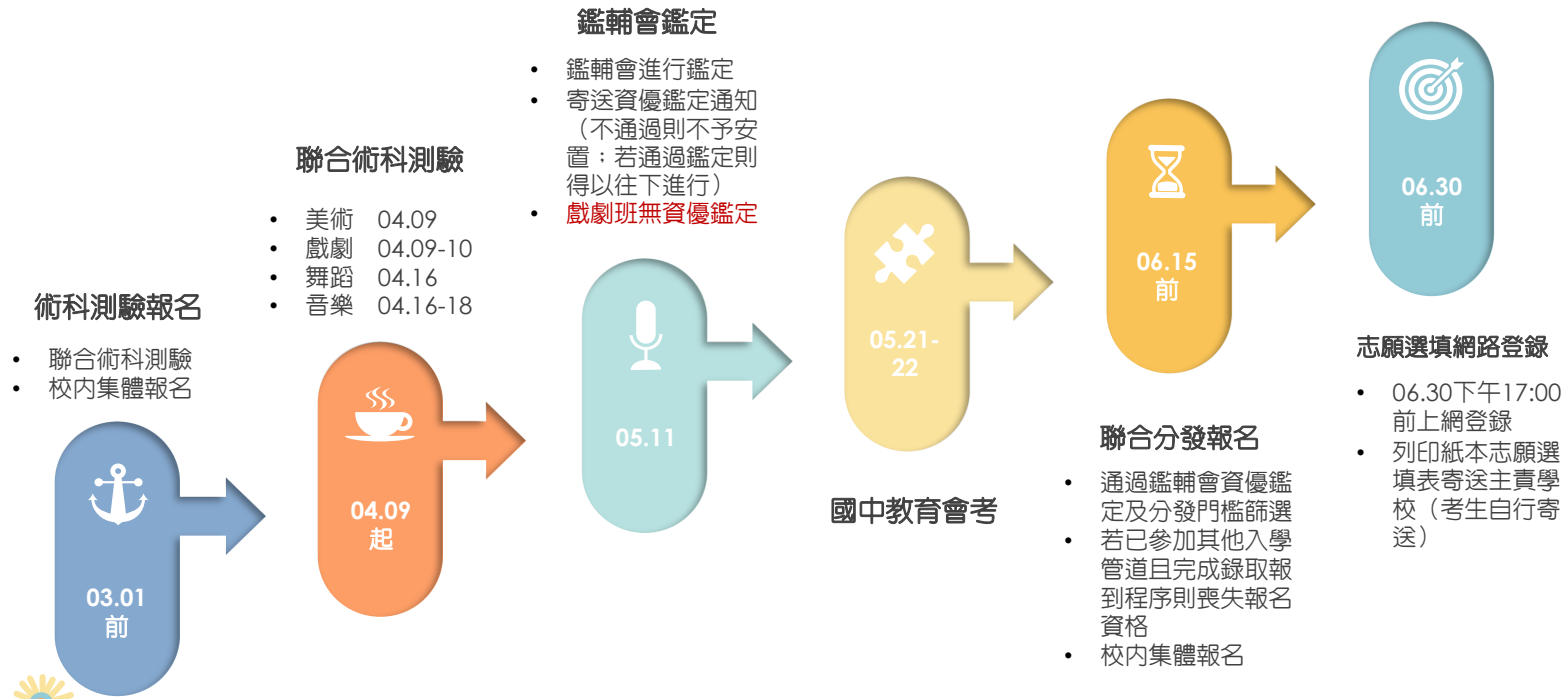 術科測驗報名
• 聯合術科測驗
• 校內集體報名
03.01
前
聯合術科測驗
• 美術 04.09
• 戲劇 04.09-10
• 舞蹈 04.16
• 音樂 04.16-18
04.09
起
鑑輔會鑑定
• 鑑輔會進行鑑定
• 寄送資優鑑定通知
（不通過則不予安
置；若通過鑑定則
得以往下進行）
• 戲劇班無資優鑑定
05.11
05.21-
22
國中教育會考
06.15
前
聯合分發報名
• 通過鑑輔會資優鑑
定及分發門檻篩選
• 若已參加其他入學
管道且完成錄取報
到程序則喪失報名
資格
• 校內集體報名
06.30
前
志願選填網路登錄
• 06.30下午17:00
前上網登錄
• 列印紙本志願選
填表寄送主責學
校（考生自行寄
送）